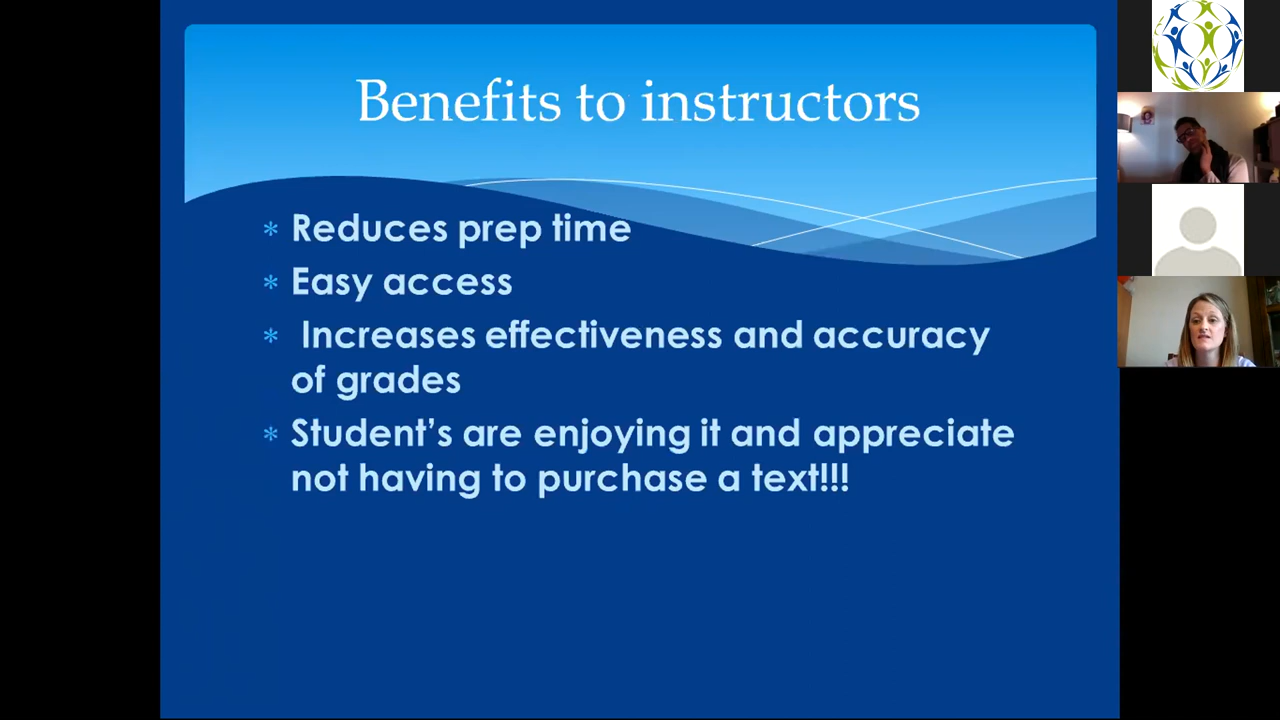 Benefits to instructors
* Reduces prep time
* Easy access
* Increases effectiveness and accuracy
of grades
* Student’s are enjoying it and appreciate
not having to purchase a text!!!